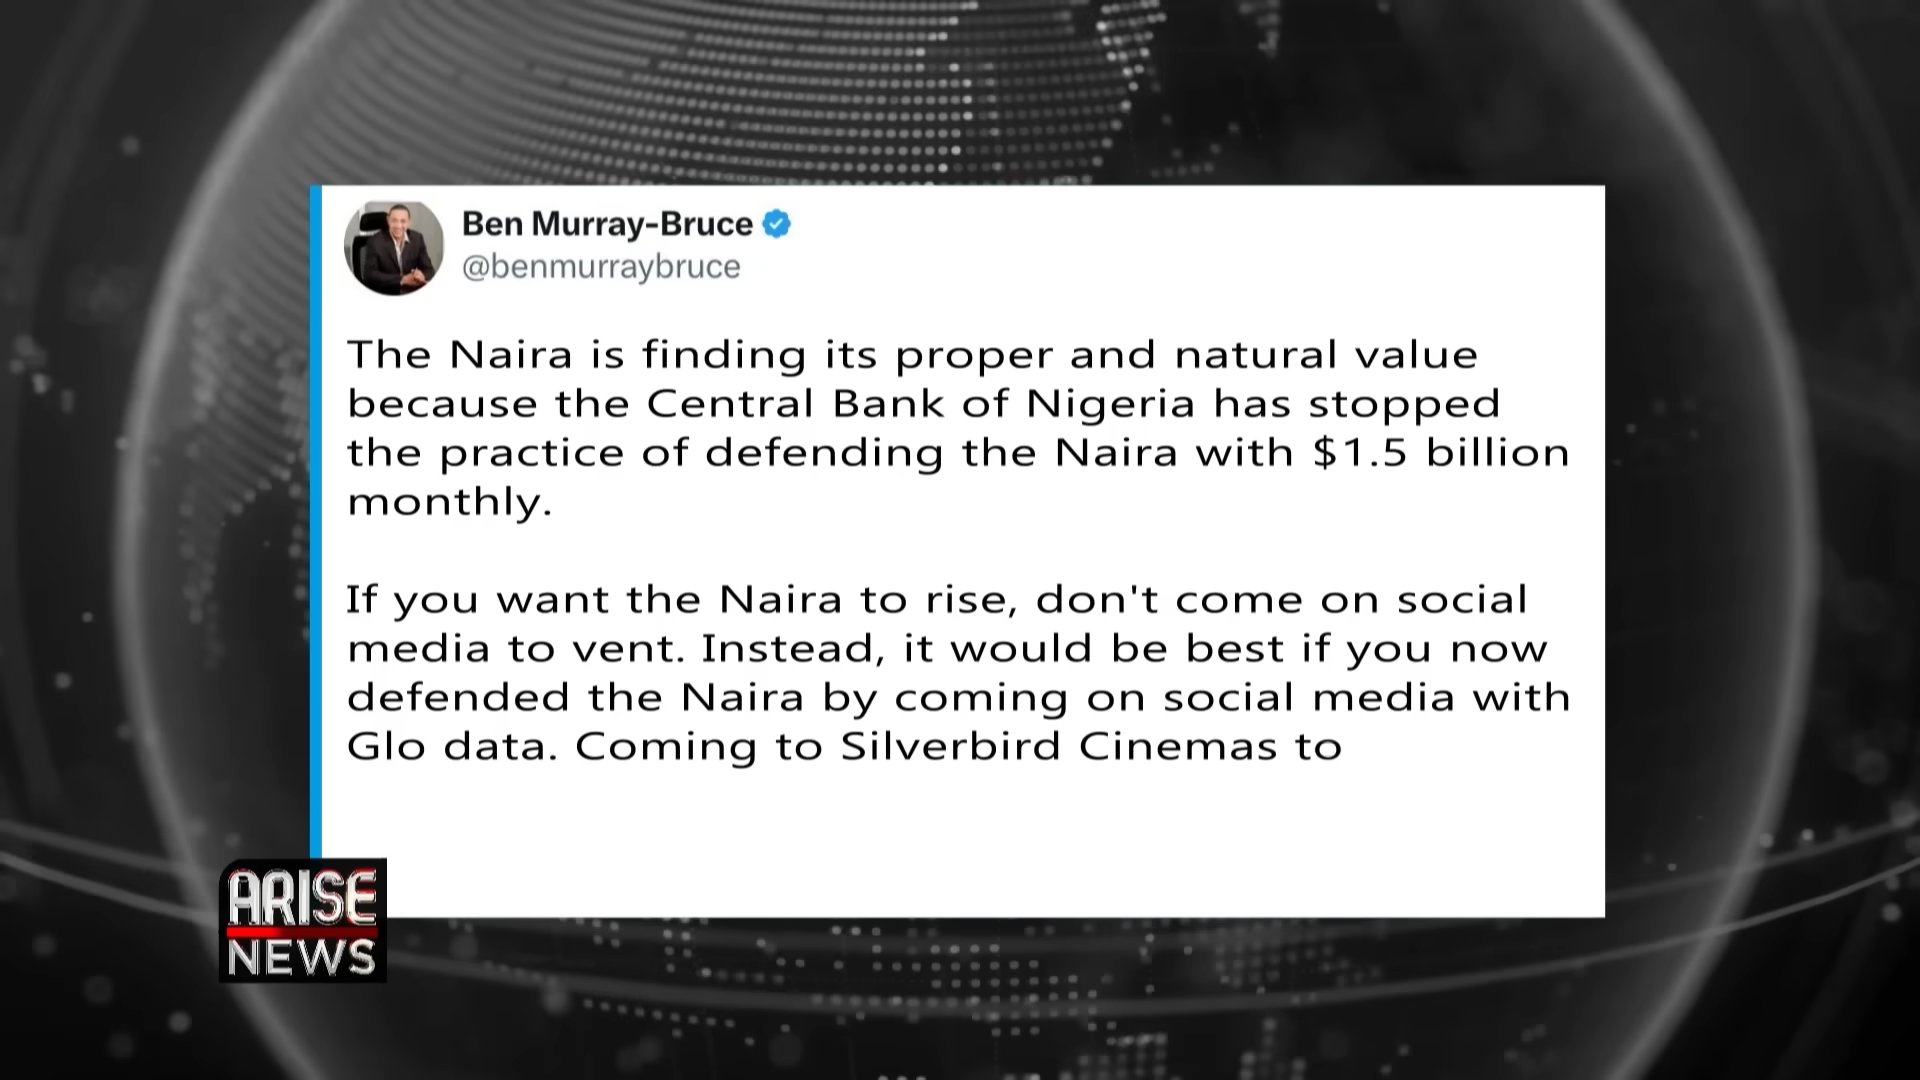 Ben Murray-Bruce
@benmurraybruce
The Naira is finding its proper and natural value
because the Central Bank of Nigeria has stopped
the practice of defending the Naira with $1.5 billion
monthly.
If you want the Naira to rise, don't come on social
media to vent. Instead, it would be best if you now
defended the Naira by coming on social media with
Glo data. Coming to Silverbird Cinemas to
ARISE
NEWS